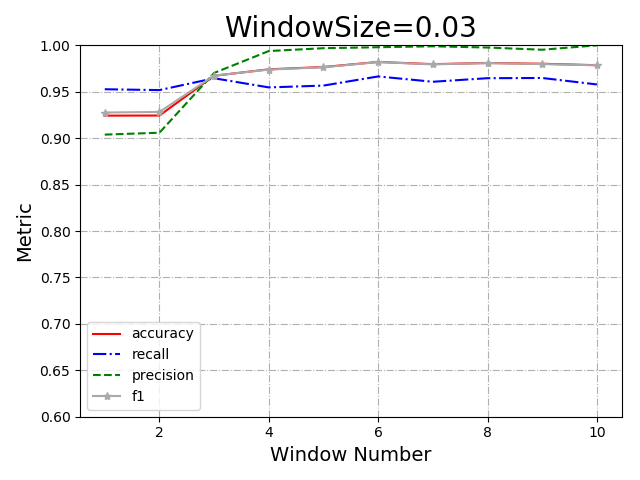 WindowSize=0.03
Metric
1.00
0.95
0.90
0.85
0.80
0.75
0.70
0.65
0.60
accuracy
recall
precision
f1
2
4
6
8
10
Window Number